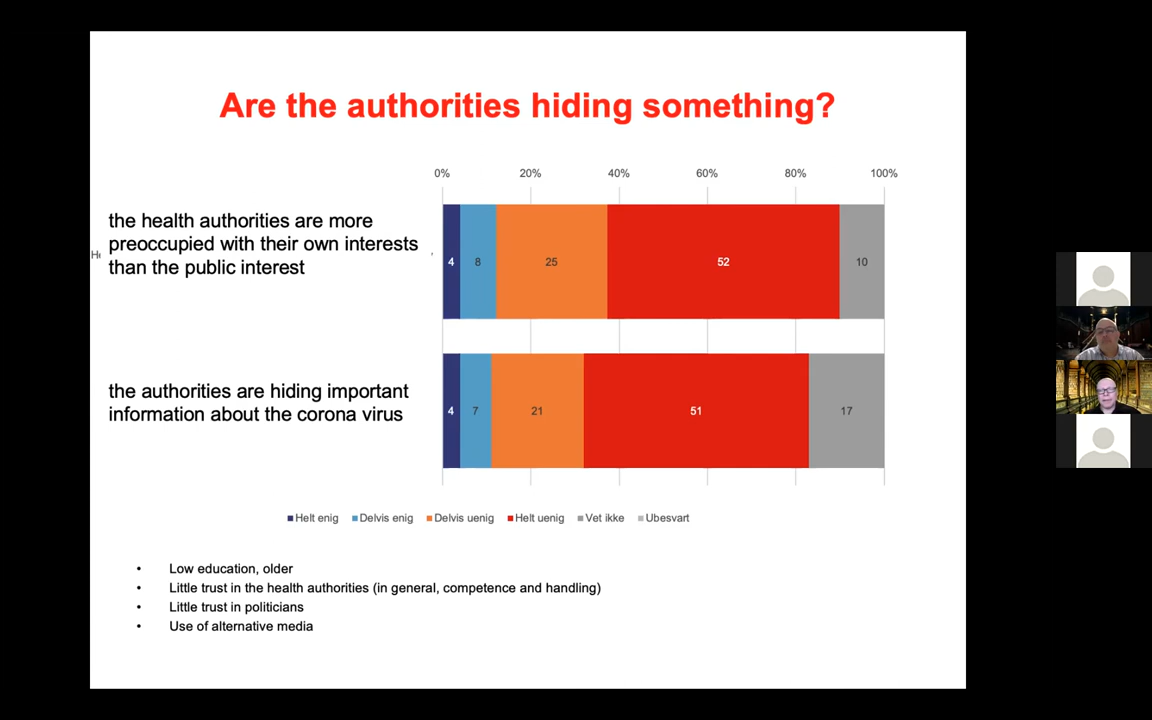 Are the authorities hiding something?
0% 20% 40% 60% 80% 100%
the health authorities are more
preoccupied with their own interests
than the public interest
4 8 25 52 10
the authorities are hiding important
information about the corona virus
4 7 21 51 17
Helt enig Delvis enig Delvis uenig Helt uenig Vet ikke Ubesvart
• Low education, older
• Little trust in the health authorities (in general, competence and handling)
• Little trust in politicians
• Use of alternative media